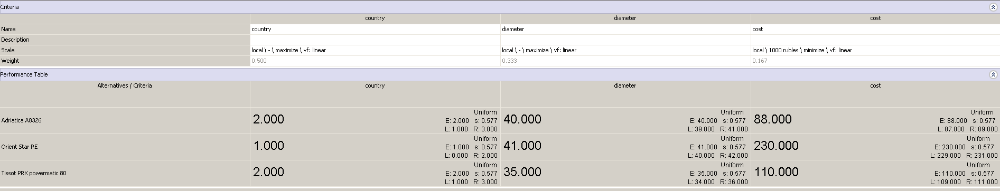 Criteria
country diameter cost
Name country diameter cost
Description
Scale local \ - \ maximize \ vf: linear local \ - \ maximize \ vf: linear local \ 1000 rubles \ minimize \ vf: linear
Weight 0.500 0.333 0.167
Performance Table
Alternatives / Criteria country diameter cost
Uniform Uniform Uniform
Adriatica A8326 2.000 E: 2.000 s: 0.577 40.000 E: 40.000 s: 0.577 88.000 E: 88.000 s: 0.577
L: 1.000 R: 3.000 L: 39.000 R: 41.000 L: 87.000 R: 89.000
Uniform Uniform Uniform
Orient Star RE 1.000 E: 1.000 s: 0.577 41.000 E: 41.000 s: 0.577 230.000 E: 230.000 s: 0.577
L: 0.000 R: 2.000 L: 40.000 R: 42.000 L: 229.000 R: 231.000
Uniform Uniform Uniform
Tissot PRX powermatic 80 2.000 E: 2.000 s: 0.577 35.000 E: 35.000 s: 0.577 110.000 E: 110.000 s: 0.577
L: 1.000 R: 3.000 L: 34.000 R: 36.000 L: 109.000 R: 111.000